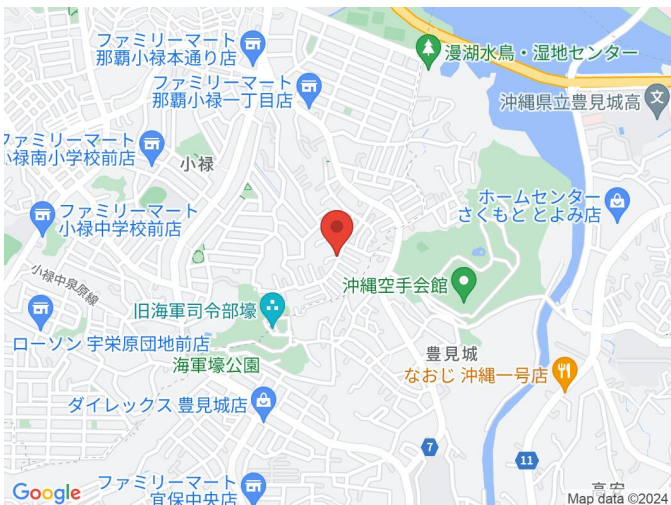 ファミリーマート
那覇小禄本通り店
漫湖水鳥・湿地センター
ファミリーマート
那覇小禄一丁目店
沖縄県立豊見城高
文
ファミリーマート
小禄南小学校前店
小禄
ホームセンター
さくもと とよみ店
ファミリーマート
小禄中学校前店
小禄中泉原線
沖縄空手会館
旧海軍司令部壕
ローソン 宇栄原団地前店
豊見城
海軍壕公園
なおじ 沖縄一号店
ダイレックス 豊見城店
7
11
ファミリーマート
宜保中央店
高安
Google
Map data ©2024